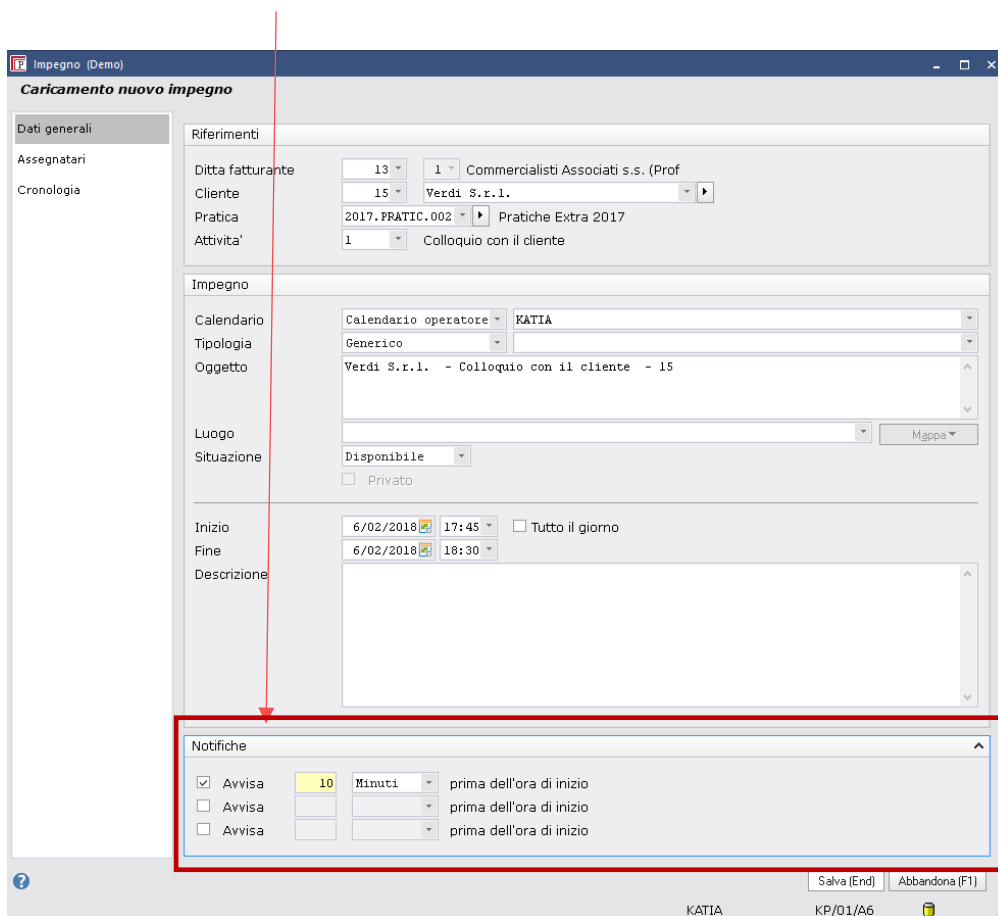 Impegno (Demo)
Caricamento nuovo impegno
Dati generali
Assegnatari
Cronologia
Riferimenti
Ditta fatturante 13 1 Commercialisti Associati s.s. (Prof
Cliente 15 Verdi S.r.l.
Pratica 2017.PRATIC.002 Pratiche Extra 2017
Attivita' 1 Colloquio con il cliente
Impegno
Calendario Calendario operatore KATIA
Tipologia Generico
Oggetto Verdi S.r.l. - Colloquio con il cliente - 15
Luogo Mappa
Situazione Disponibile
Privato
Inizio 6/02/2018 17:45 Tutto il giorno
Fine 6/02/2018 18:30
Descrizione
Notifiche
Avvisa 10 Minuti prima dell'ora di inizio
Avvisa prima dell'ora di inizio
Avvisa prima dell'ora di inizio
? Salva (End) Abbandona (F1)
KATIA KP/01/A6